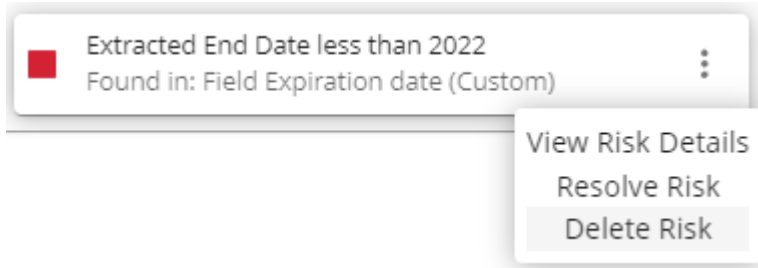 Extracted End Date less than 2022
Found in: Field Expiration date (Custom)
View Risk Details
Resolve Risk
Delete Risk